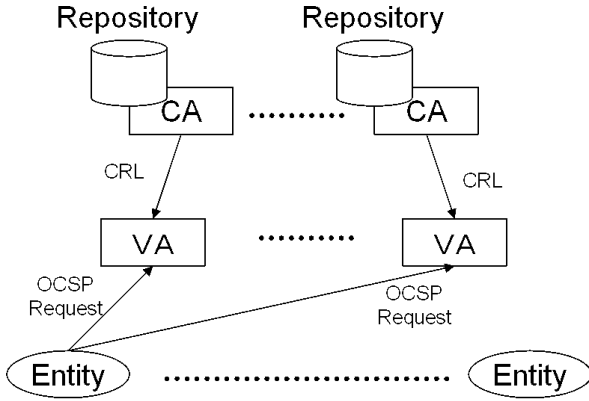 Repository
Repository
CA
CA
CRL
CRL
VA
VA
OCSP
Request
OCSP
Request
Entity
Entity